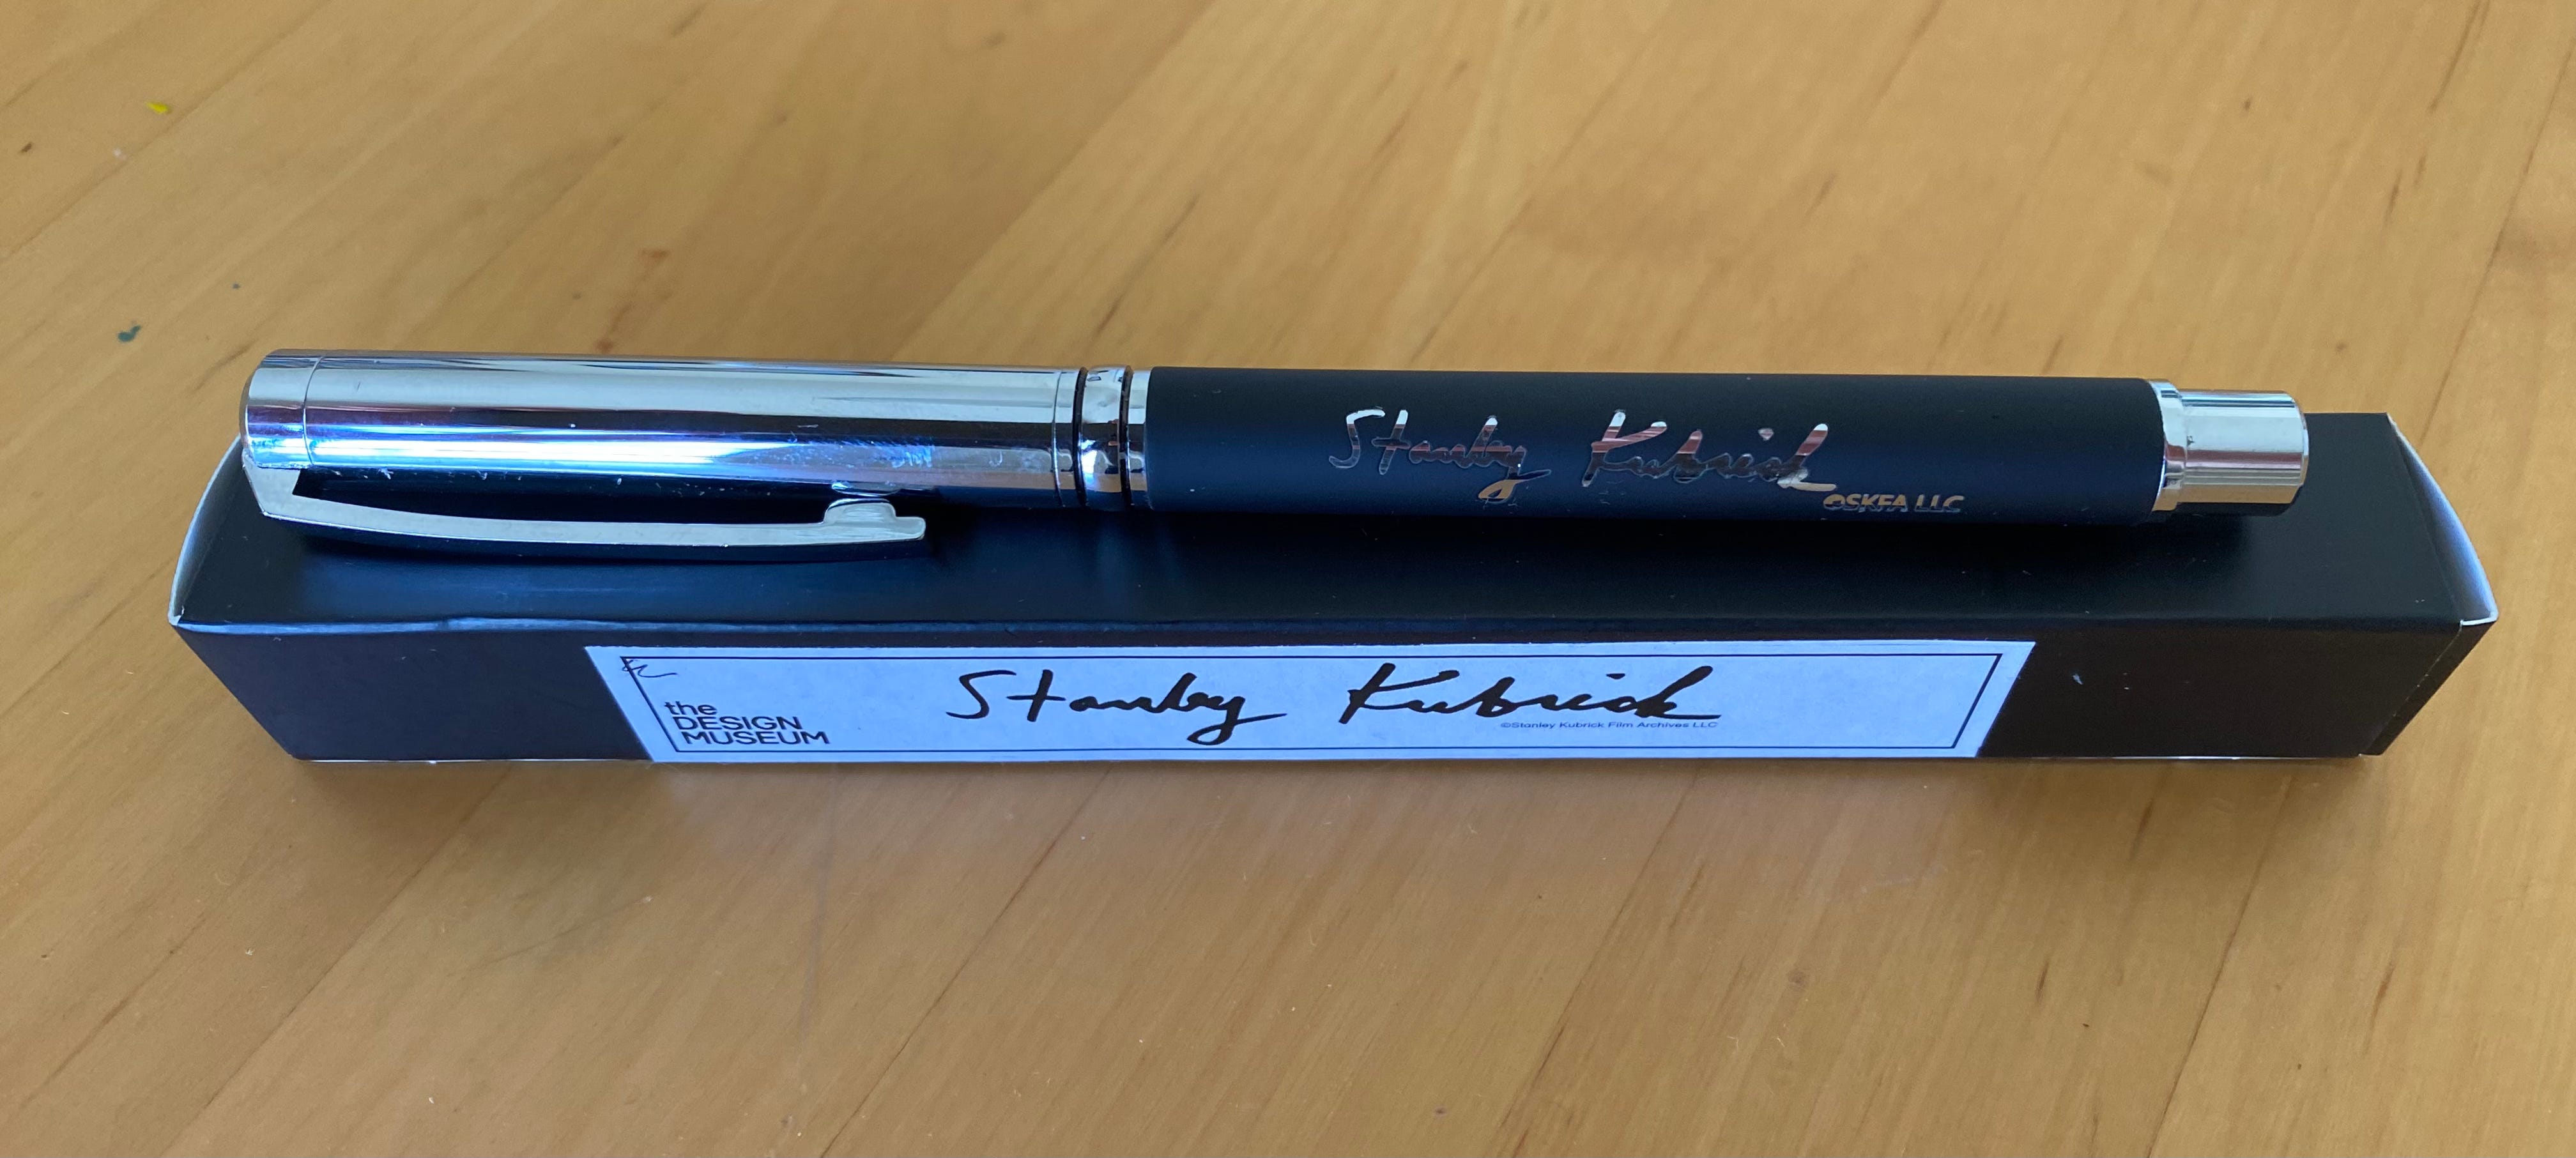 Stanley Kubrick
©SKFA LLC
the
DESIGN
MUSEUM
Stanley Kubrick
©Stanley Kubrick Film Archives LLC